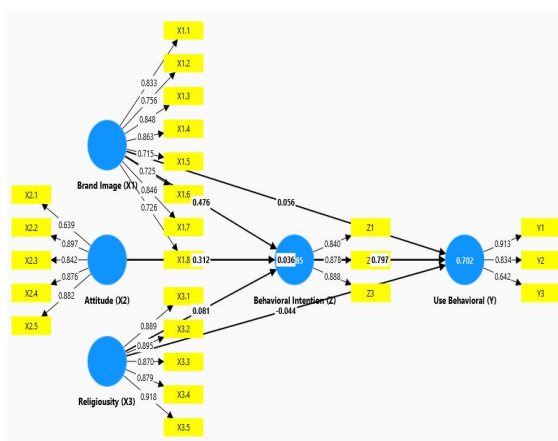 X1.1
X1.2
X1.3
X1.4
X1.5
X1.6
X1.7
X1.8
0.833
0.756
0.848
0.863
0.715
0.725
0.846
0.726
Brand Image (X1)
0.476
0.056
X2.1
X2.2
X2.3
X2.4
X2.5
0.639
0.897
0.842
0.876
0.882
Attitude (X2)
0.312
0.036
85
Behavioral Intention (Z)
0.840
0.878
0.888
Z1
Z
Z3
0.797
0.702
Use Behavioral (Y)
0.913
0.834
0.642
Y1
Y2
Y3
0.081
-0.044
X3.1
X3.2
X3.3
X3.4
X3.5
0.889
0.895
0.870
0.879
0.918
Religiousity (X3)